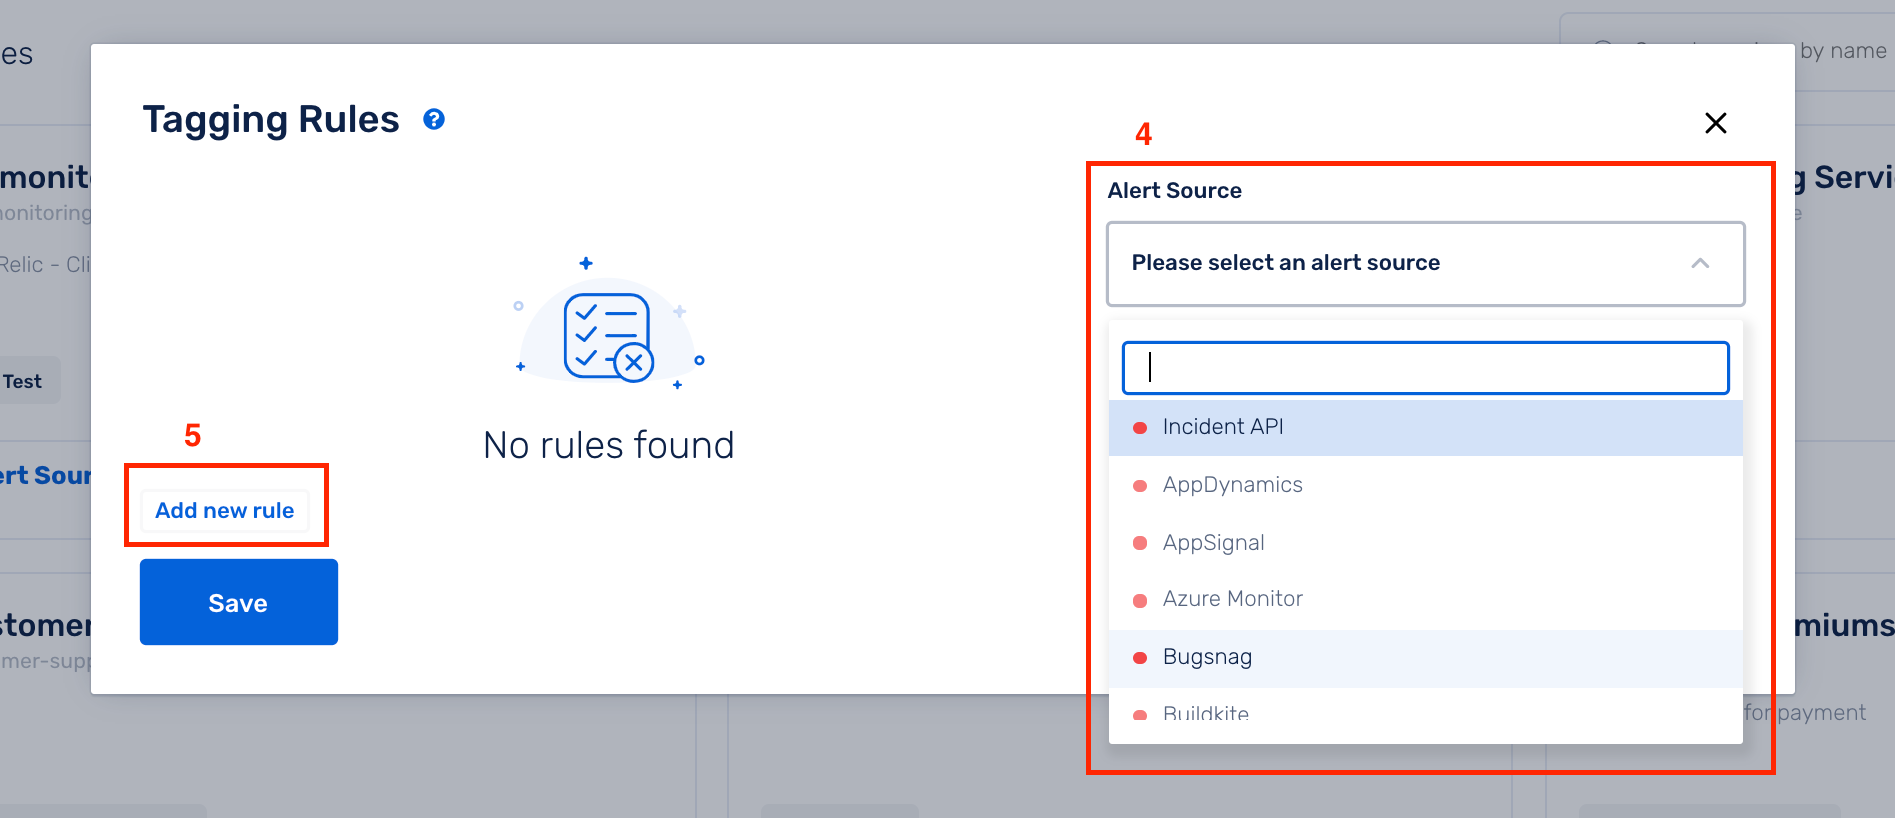 es
by name
Tagging Rules
4
monit
g Servi
Alert Source
monitoring
e
Please select an alert source
Relic - Cli
Test
Incident API
5
No rules found
AppDynamics
ert Sour
Add new rule
AppSignal
Save
Azure Monitor
stomer
miums
mer-supp
Bugsnag
Buildkite
for payment